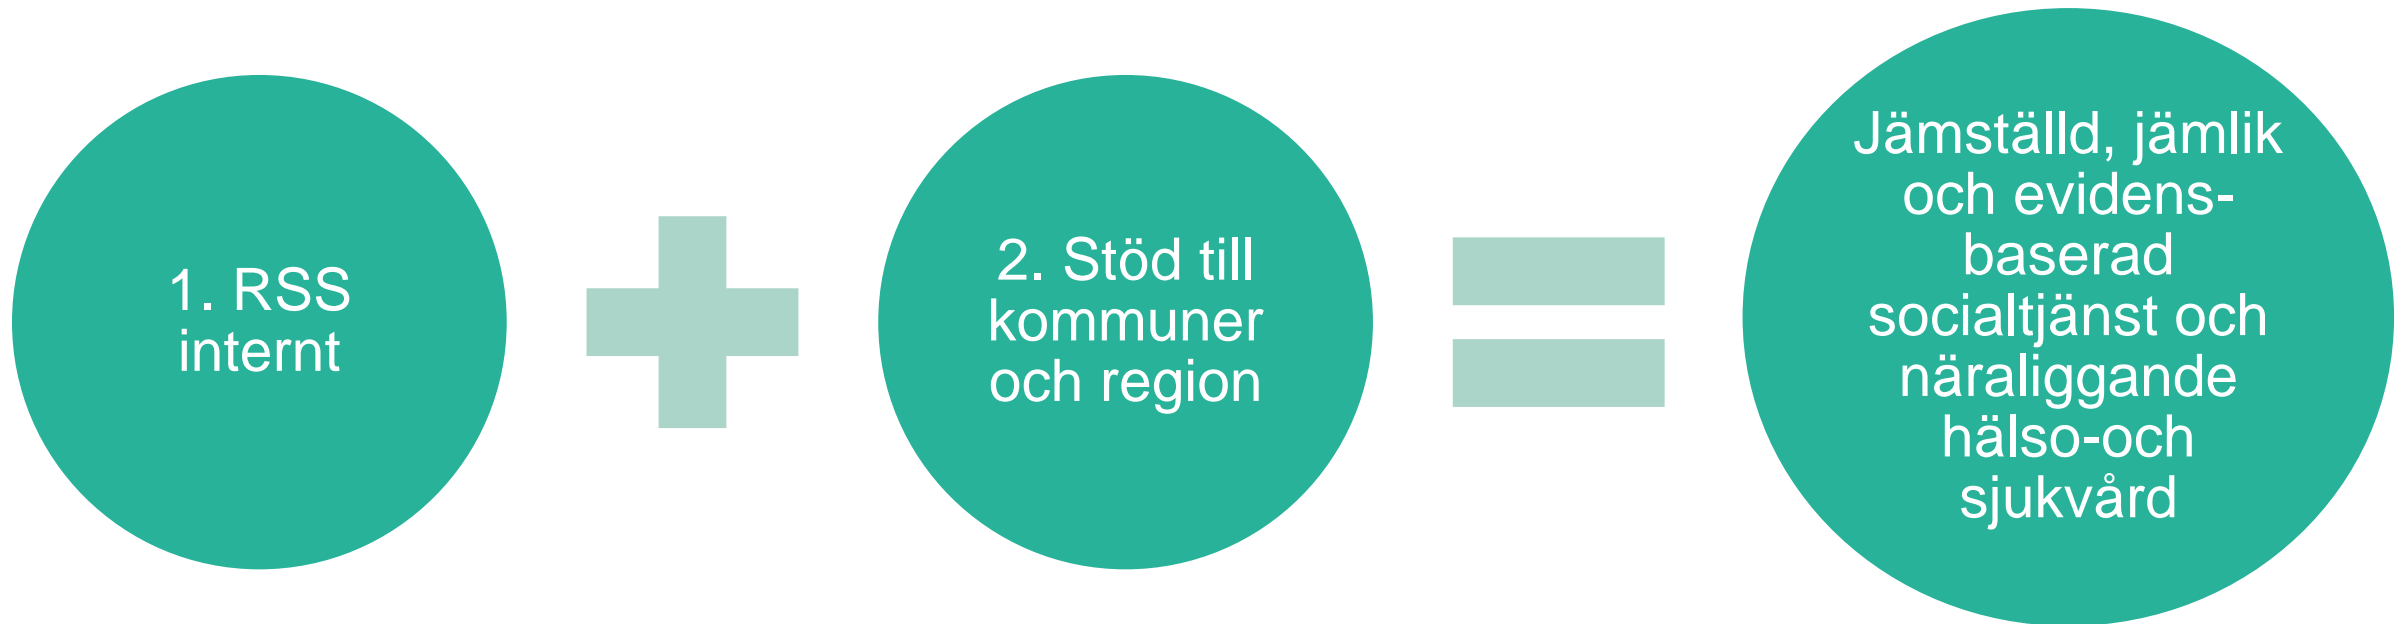 1. RSS
internt
2. Stöd till
kommuner
och region
Jämställd, jämlik
och evidens-
baserad
socialtjänst och
näraliggande
hälso-och
sjukvård